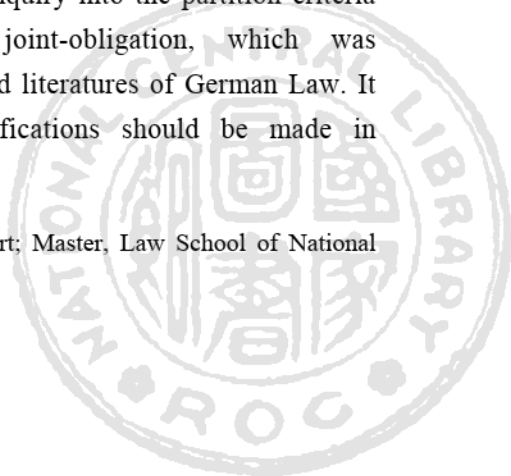 nquiry into the partition criteria
joint-obligation, which was
d literatures of German Law. It
fications should be made in
rt; Master, Law School of National
NATIONAL CENTRAL LIBRARY
ROC